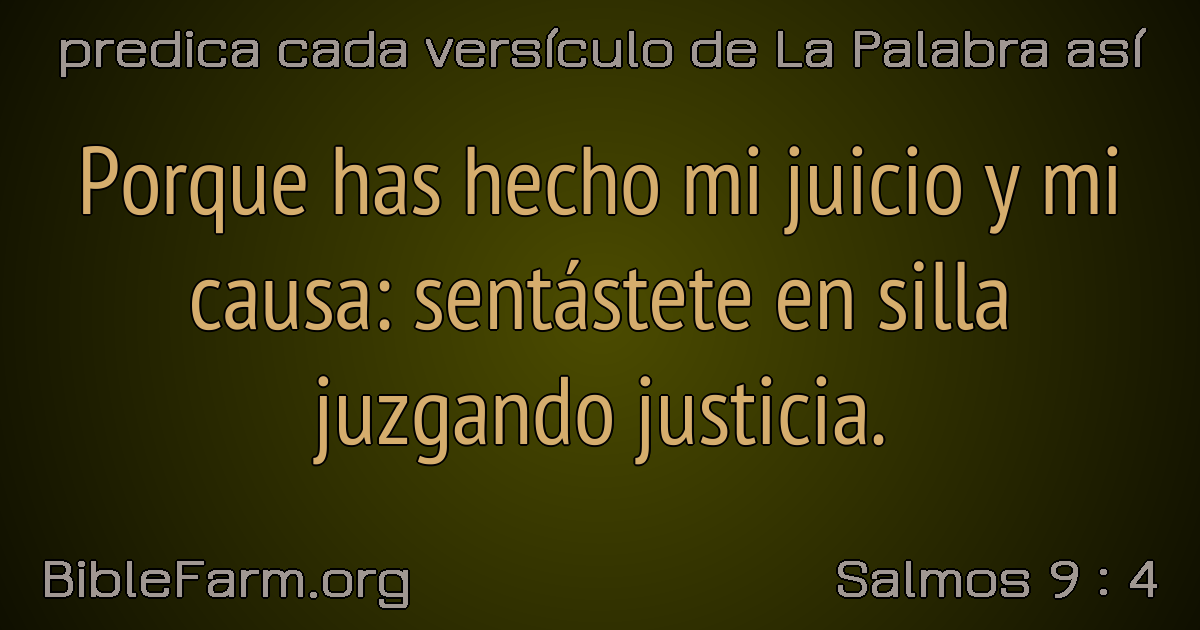 predica cada versículo de La Palabra así
Porque has hecho mi juicio y mi
causa: sentástete en silla
juzgando justicia.
BibleFarm.org
Salmos 9 : 4